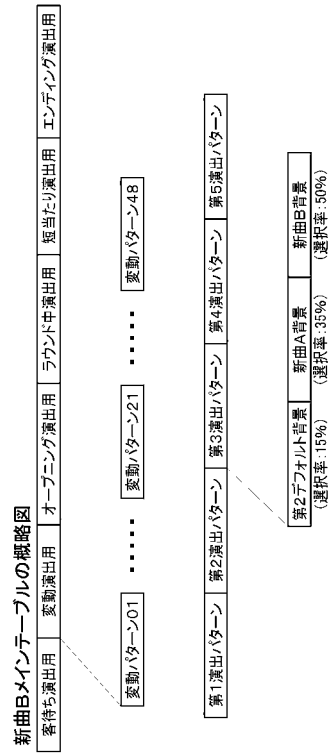 新曲Bメインテーブルの概略図
客待ち演出用 変動演出用 オープニング演出用 ラウンド中演出用 短当たり演出用 エンディング演出用
変動パターン01 ・・・・・ 変動パターン21 ・・・・・ 変動パターン48
第1演出パターン 第2演出パターン 第3演出パターン 第4演出パターン 第5演出パターン
第2デフォルト背景 新曲A背景 新曲B背景
(選択率:15%) (選択率:35%) (選択率:50%)